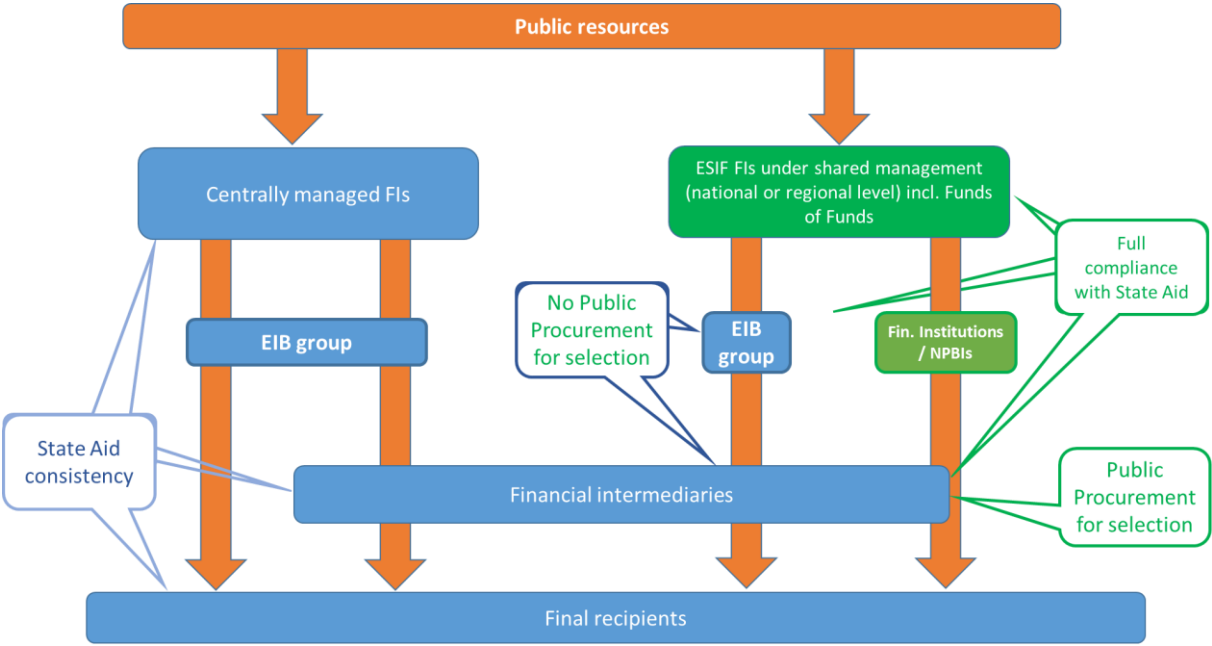 Public resources
Centrally managed FIs
ESIF FIs under shared management
(national or regional level) incl. Funds
of Funds
Full
compliance
with State Aid
No Public
Procurement
for selection
EIB group
EIB
group
Fin. Institutions
/ NPBIs
State Aid
consistency
Financial intermediaries
Public
Procurement
for selection
Final recipients